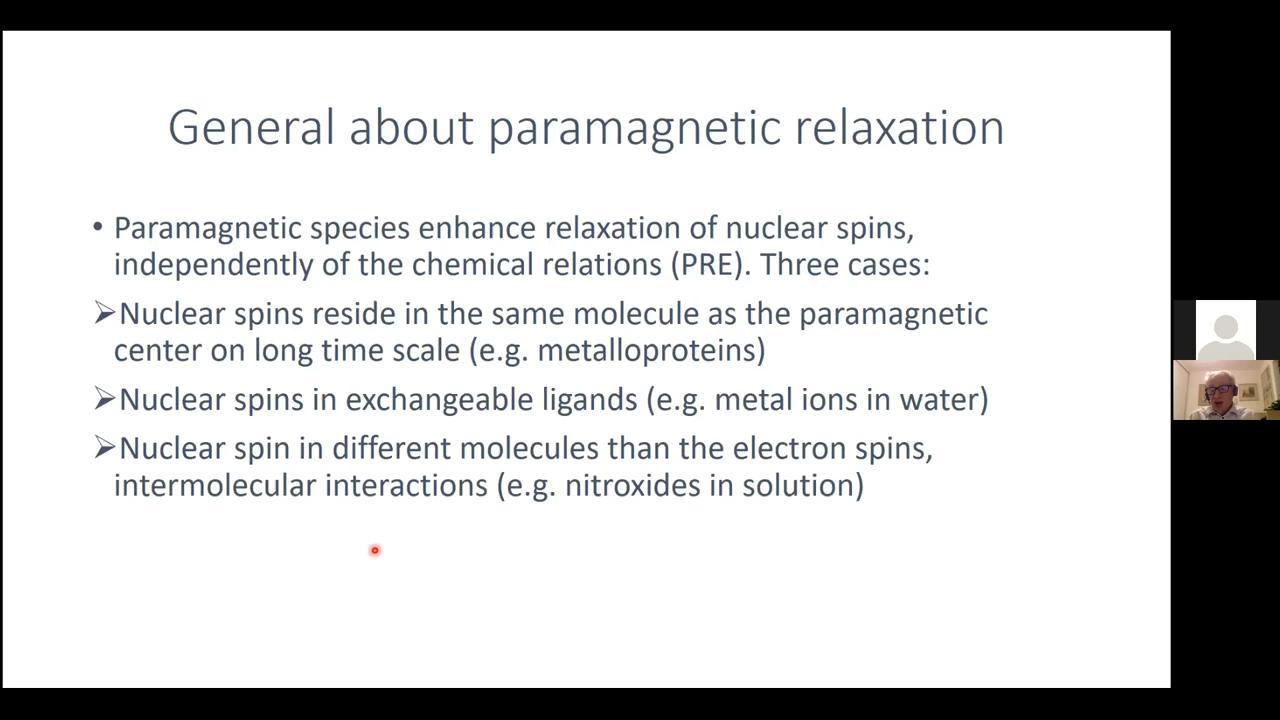 General about paramagnetic relaxation
• Paramagnetic species enhance relaxation of nuclear spins,
independently of the chemical relations (PRE). Three cases:
➢Nuclear spins reside in the same molecule as the paramagnetic
center on long time scale (e.g. metalloproteins)
➢Nuclear spins in exchangeable ligands (e.g. metal ions in water)
➢Nuclear spin in different molecules than the electron spins,
intermolecular interactions (e.g. nitroxides in solution)